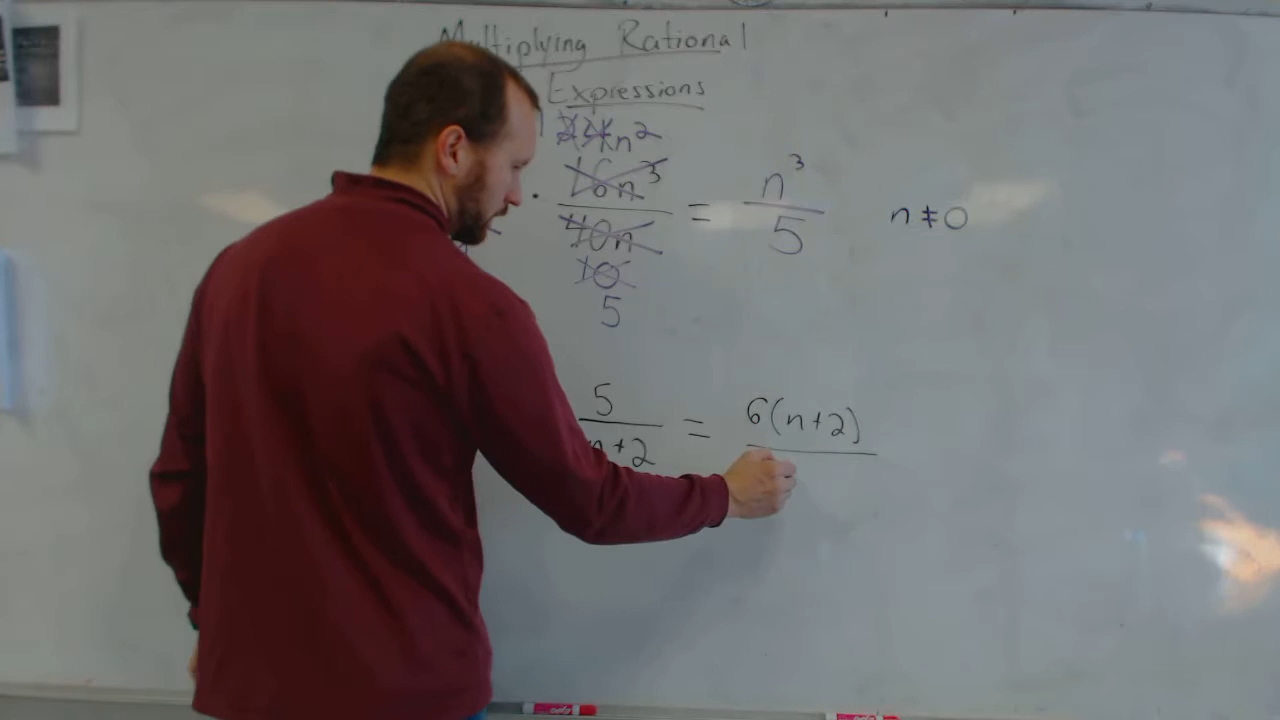 Multiplying Rational
Expressions
n²
· 16n³ / 40n = n³ / 5 n ≠ 0
10
5
5 / n+2 = 6(n+2)